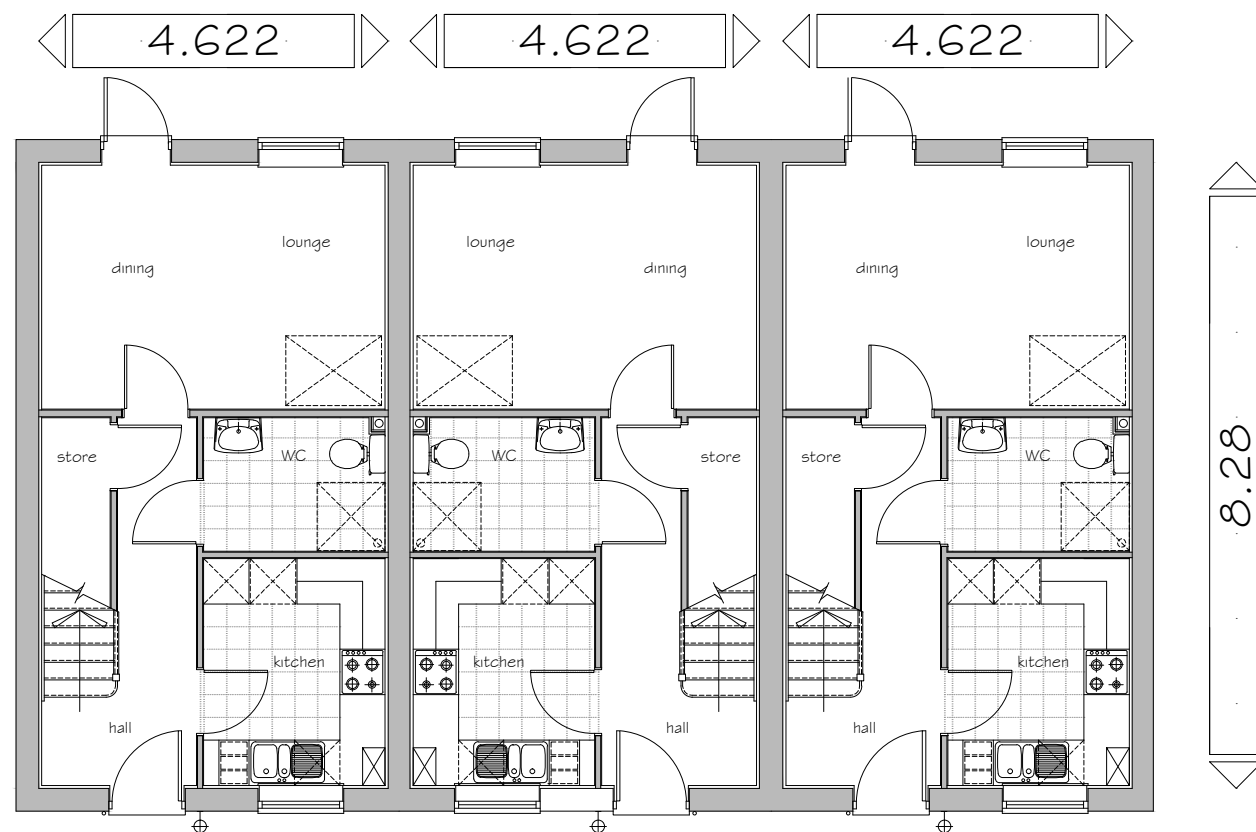 4.622 4.622 4.622
lounge lounge lounge
dining dining dining
8.28
store WC WC store store WC
kitchen kitchen kitchen
hall hall hall